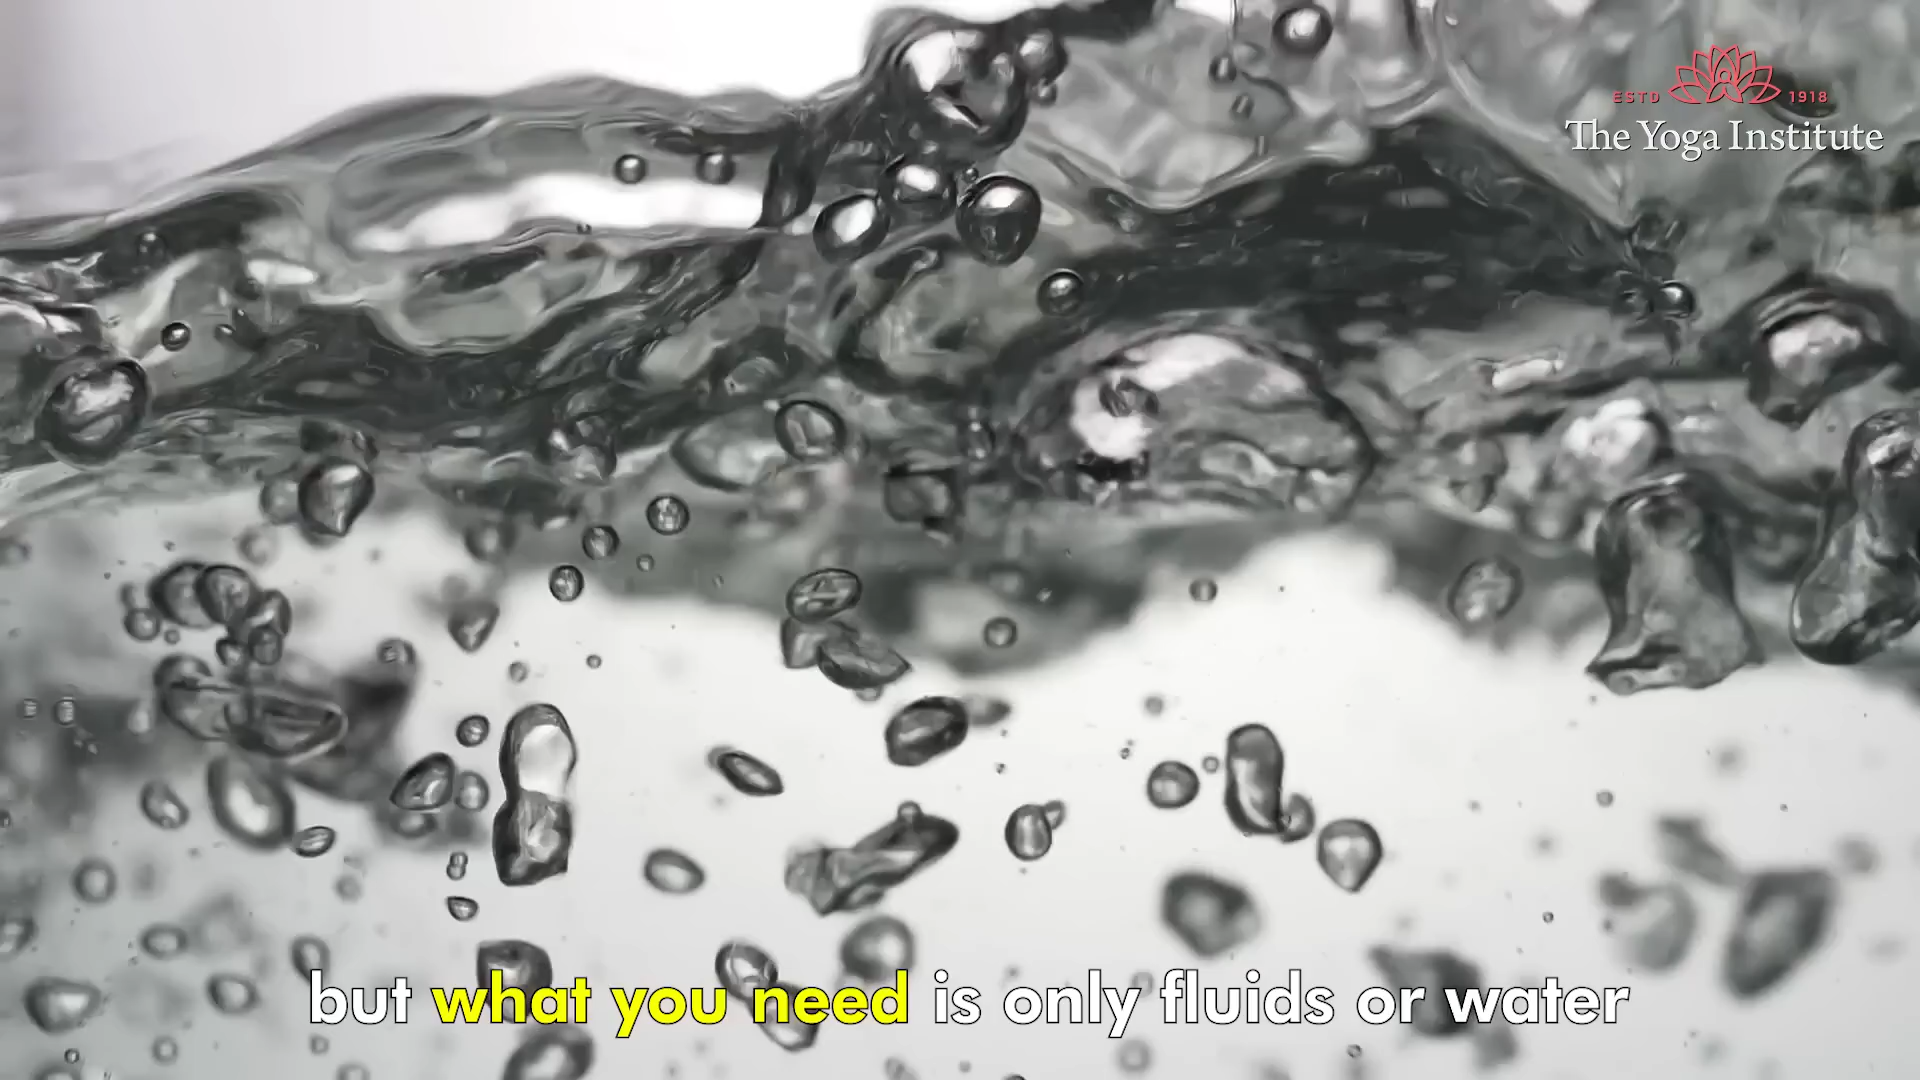 ESTD 1918
The Yoga Institute
but what you need is only fluids or water